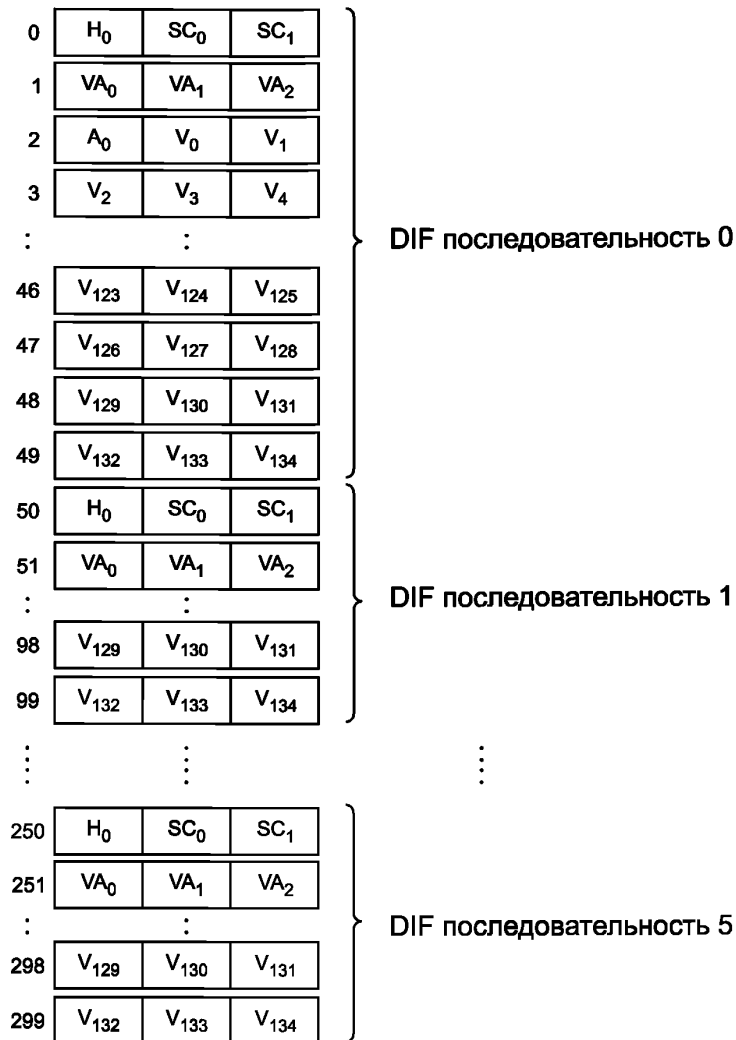 0 H₀ SC₀ SC₁
1 VA₀ VA₁ VA₂
2 A₀ V₀ V₁
3 V₂ V₃ V₄
: :
DIF последовательность 0
46 V₁₂₃ V₁₂₄ V₁₂₅
47 V₁₂₆ V₁₂₇ V₁₂₈
48 V₁₂₉ V₁₃₀ V₁₃₁
49 V₁₃₂ V₁₃₃ V₁₃₄
50 H₀ SC₀ SC₁
51 VA₀ VA₁ VA₂
: :
DIF последовательность 1
98 V₁₂₉ V₁₃₀ V₁₃₁
99 V₁₃₂ V₁₃₃ V₁₃₄
⋮ ⋮ ⋮
250 H₀ SC₀ SC₁
251 VA₀ VA₁ VA₂
: :
DIF последовательность 5
298 V₁₂₉ V₁₃₀ V₁₃₁
299 V₁₃₂ V₁₃₃ V₁₃₄